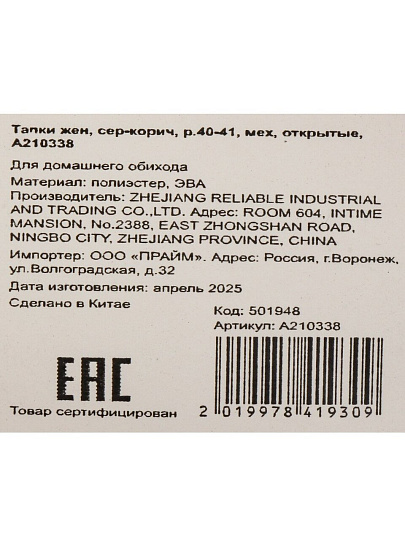 Тапки жен, сер-корич, р.40-41, мех, открытые,
А210338
Для домашнего обихода
Материал: полиэстер, ЭВА
Производитель: ZHEJIANG RELIABLE INDUSTRIAL
AND TRADING CO.,LTD. Адрес: ROOM 604, INTIME
MANSION, No.2388, EAST ZHONGSHAN ROAD,
NINGBO CITY, ZHEJIANG PROVINCE, CHINA
Импортер: ООО «ПРАЙМ». Адрес: Россия, г.Воронеж,
ул.Волгоградская, д.32
Дата изготовления: апрель 2025
Сделано в Китае
Код: 501948
Артикул: А210338
ЕАС
Товар сертифицирован
2 019978 419309